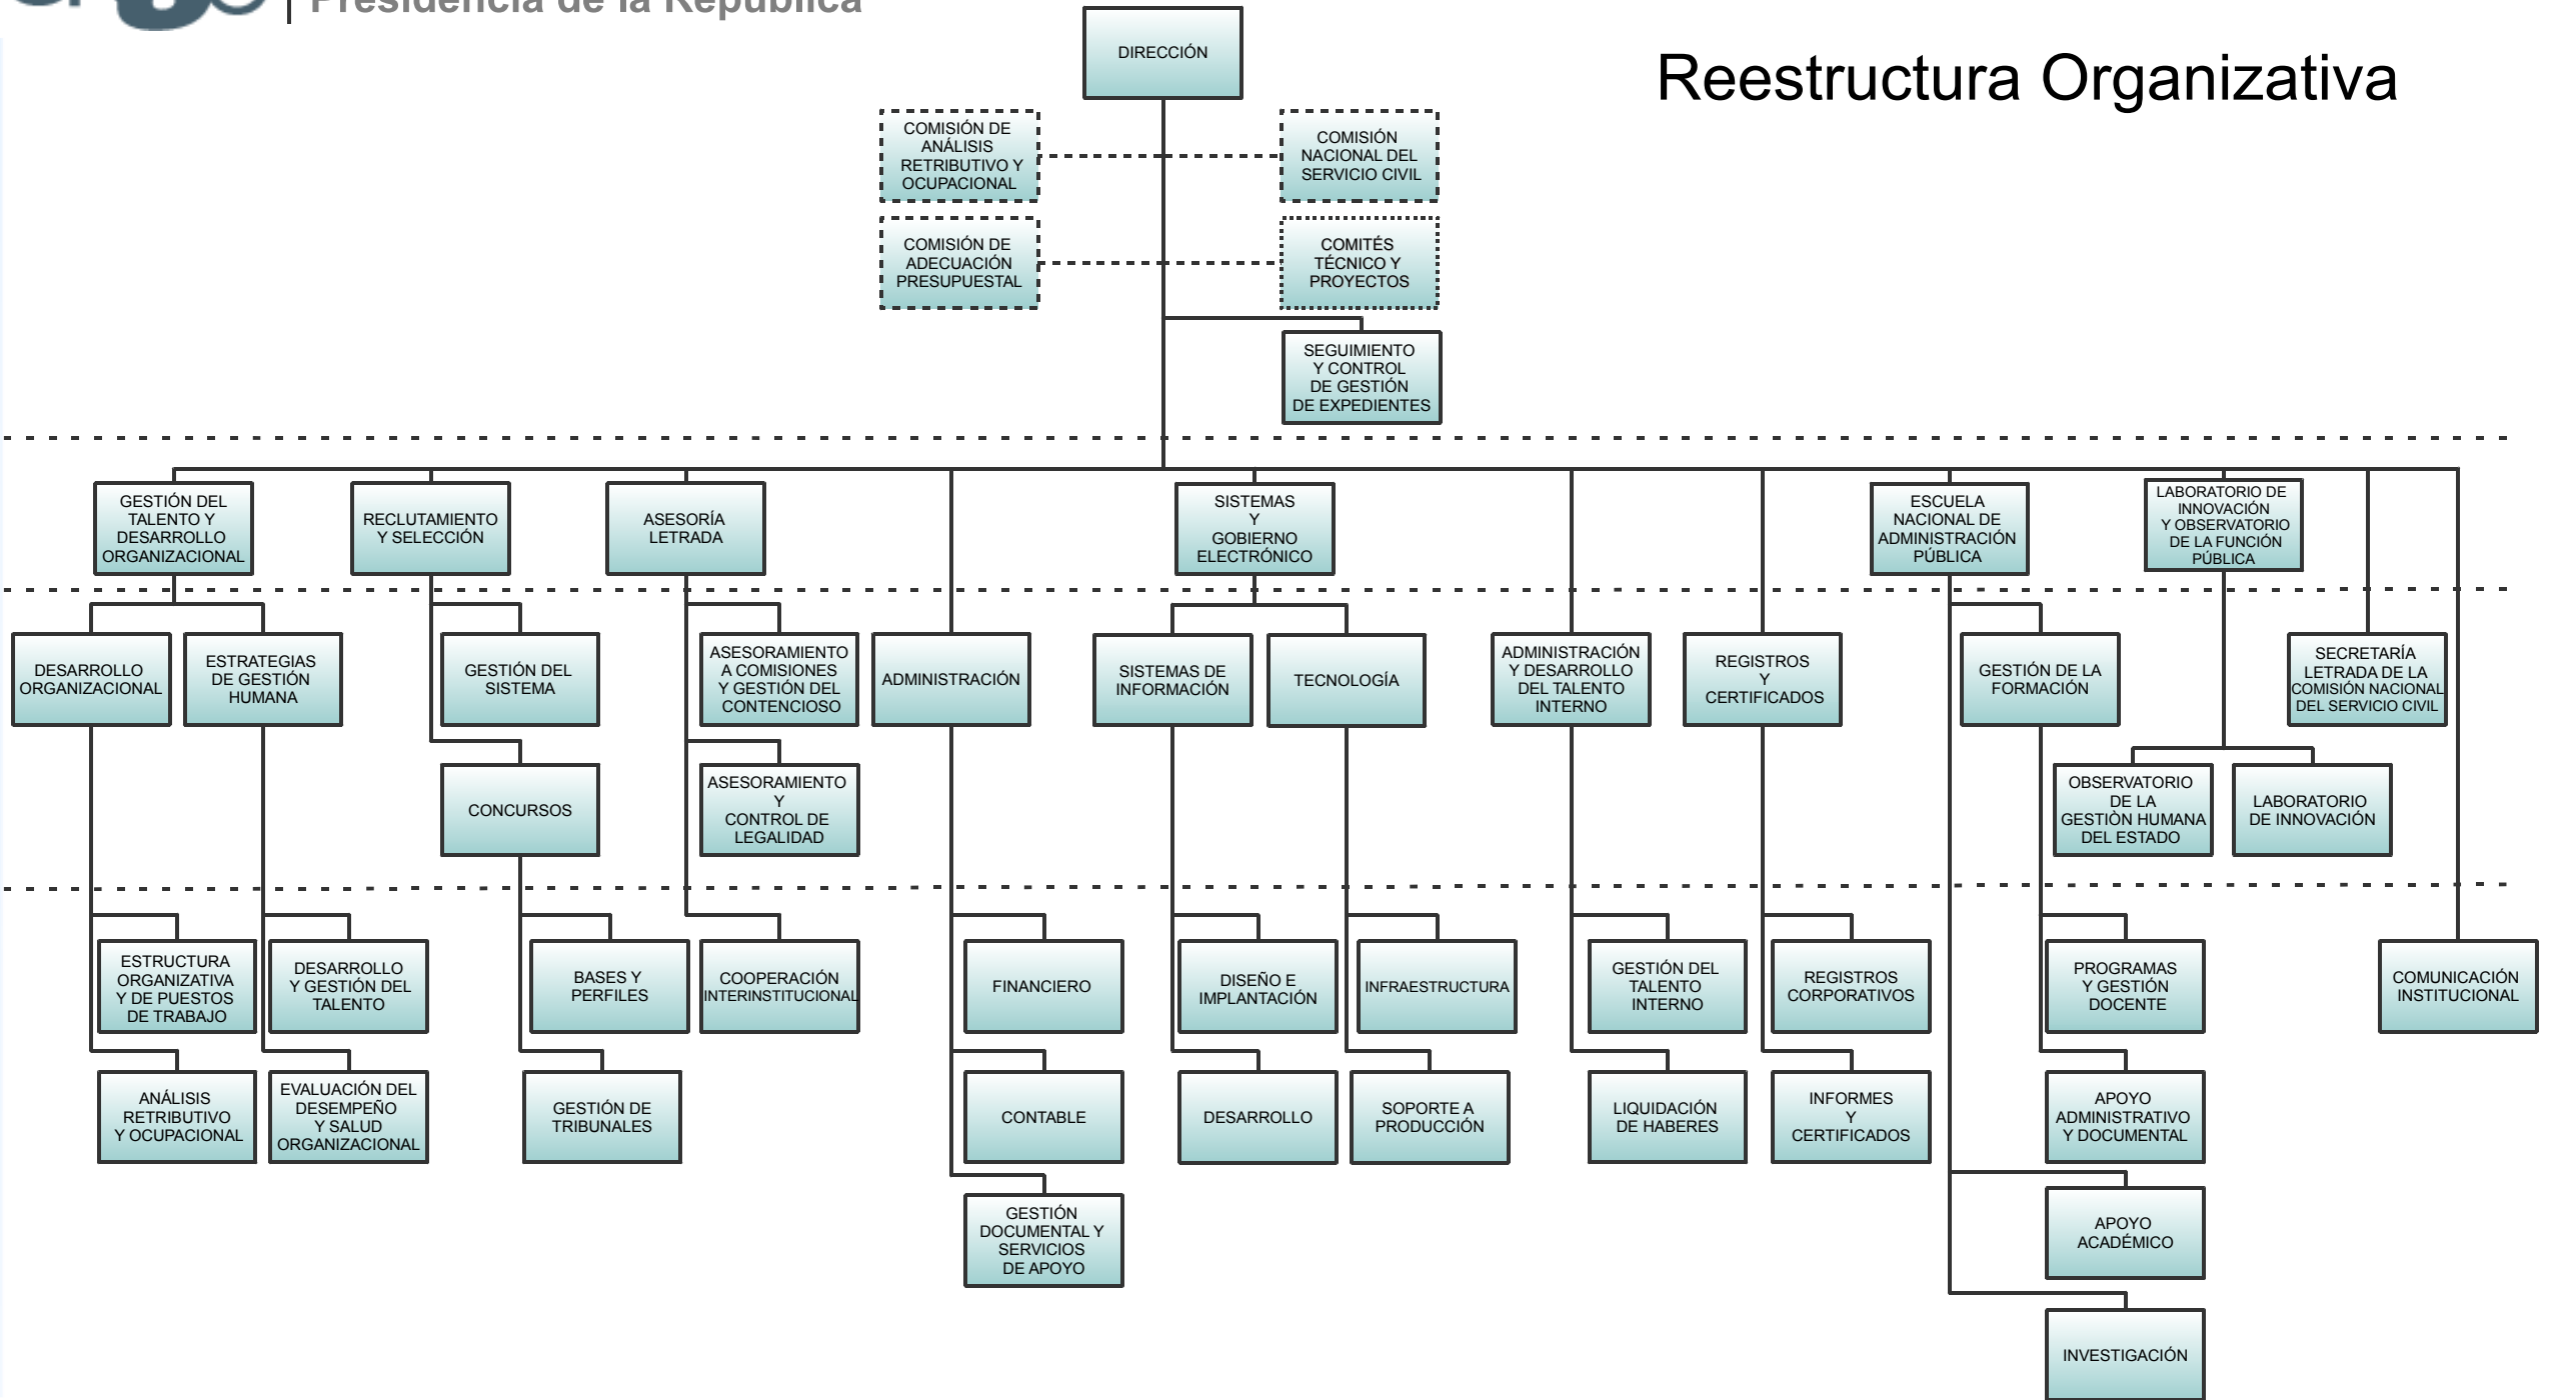 Presidencia de la República
Reestructura Organizativa
DIRECCIÓN
COMISIÓN DE
ANÁLISIS
RETRIBUTIVO Y
OCUPACIONAL
COMISIÓN
NACIONAL DEL
SERVICIO CIVIL
COMISIÓN DE
ADECUACIÓN
PRESUPUESTAL
COMITÉS
TÉCNICO Y
PROYECTOS
SEGUIMIENTO
Y CONTROL
DE GESTIÓN
DE EXPEDIENTES
GESTIÓN DEL
TALENTO Y
DESARROLLO
ORGANIZACIONAL
RECLUTAMIENTO
Y SELECCIÓN
ASESORÍA
LETRADA
SISTEMAS
Y
GOBIERNO
ELECTRÓNICO
ESCUELA
NACIONAL DE
ADMINISTRACIÓN
PÚBLICA
LABORATORIO DE
INNOVACIÓN
Y OBSERVATORIO
DE LA FUNCIÓN
PÚBLICA
DESARROLLO
ORGANIZACIONAL
ESTRATEGIAS
DE GESTIÓN
HUMANA
GESTIÓN DEL
SISTEMA
ASESORAMIENTO
A COMISIONES
Y GESTIÓN DEL
CONTENCIOSO
ADMINISTRACIÓN
SISTEMAS DE
INFORMACIÓN
TECNOLOGÍA
ADMINISTRACIÓN
Y DESARROLLO
DEL TALENTO
INTERNO
REGISTROS
Y
CERTIFICADOS
GESTIÓN DE LA
FORMACIÓN
SECRETARÍA
LETRADA DE LA
COMISIÓN NACIONAL
DEL SERVICIO CIVIL
CONCURSOS
ASESORAMIENTO
Y
CONTROL DE
LEGALIDAD
OBSERVATORIO
DE LA
GESTIÒN HUMANA
DEL ESTADO
LABORATORIO
DE INNOVACIÓN
ESTRUCTURA
ORGANIZATIVA
Y DE PUESTOS
DE TRABAJO
DESARROLLO
Y GESTIÓN DEL
TALENTO
BASES Y
PERFILES
COOPERACIÓN
INTERINSTITUCIONAL
FINANCIERO
DISEÑO E
IMPLANTACIÓN
INFRAESTRUCTURA
GESTIÓN DEL
TALENTO
INTERNO
REGISTROS
CORPORATIVOS
PROGRAMAS
Y GESTIÓN
DOCENTE
COMUNICACIÓN
INSTITUCIONAL
ANÁLISIS
RETRIBUTIVO
Y OCUPACIONAL
EVALUACIÓN DEL
DESEMPEÑO
Y SALUD
ORGANIZACIONAL
GESTIÓN DE
TRIBUNALES
CONTABLE
DESARROLLO
SOPORTE A
PRODUCCIÓN
LIQUIDACIÓN
DE HABERES
INFORMES
Y
CERTIFICADOS
APOYO
ADMINISTRATIVO
Y DOCUMENTAL
GESTIÓN
DOCUMENTAL Y
SERVICIOS
DE APOYO
APOYO
ACADÉMICO
INVESTIGACIÓN